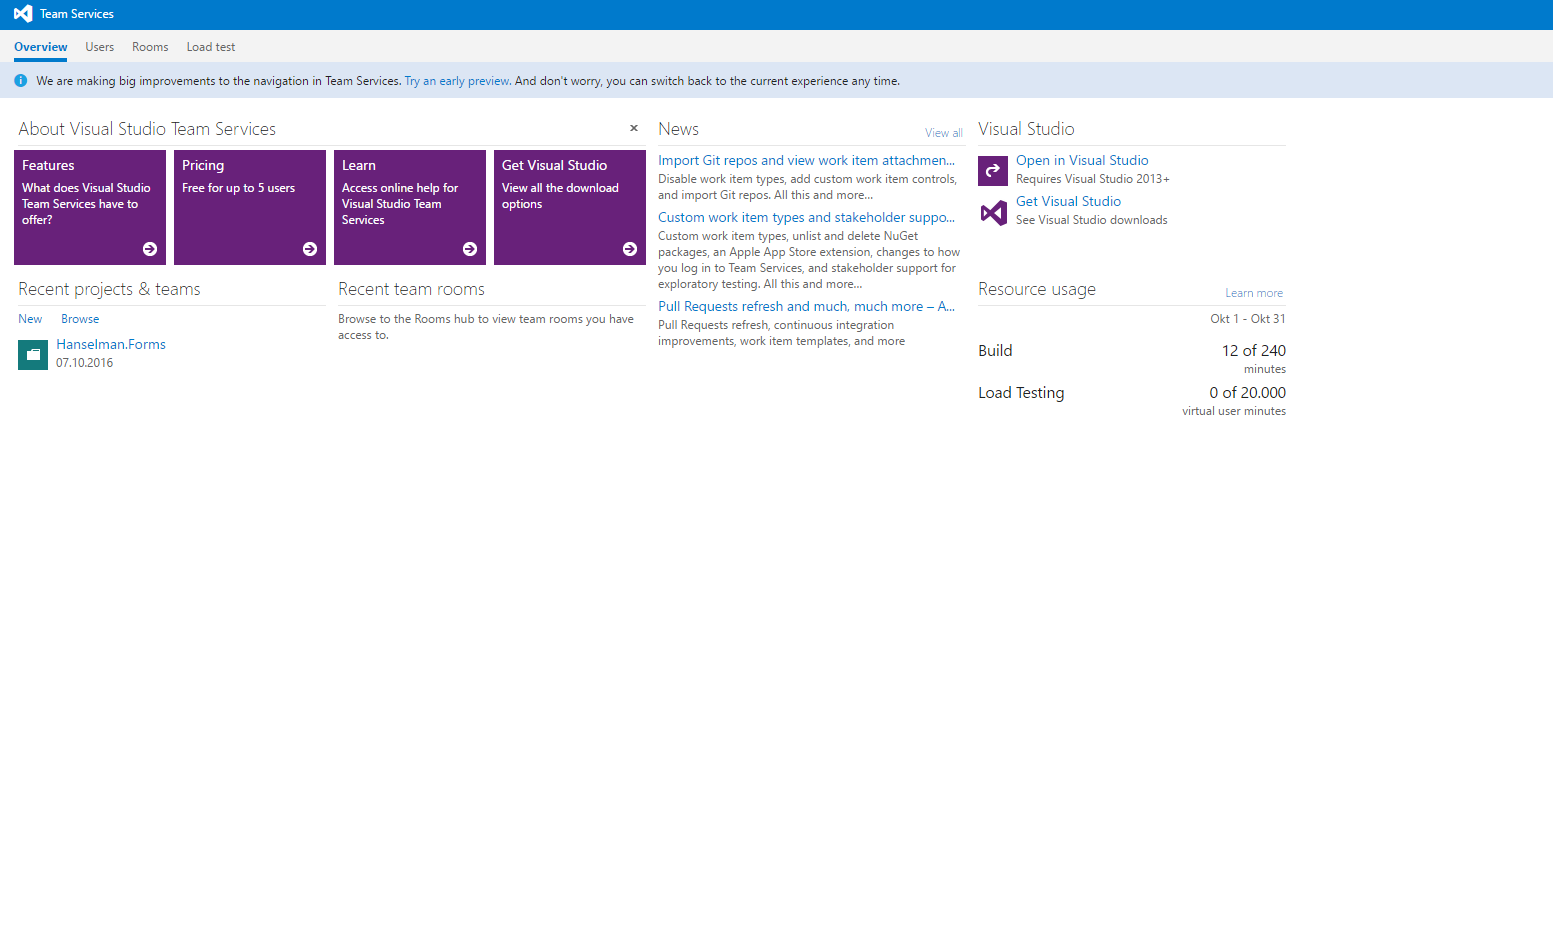 Team Services
Overview Users Rooms Load test
We are making big improvements to the navigation in Team Services. Try an early preview. And don't worry, you can switch back to the current experience any time.
About Visual Studio Team Services
Features
What does Visual Studio
Team Services have to
offer?
Pricing
Free for up to 5 users
Learn
Access online help for
Visual Studio Team
Services
Get Visual Studio
View all the download
options
Recent projects & teams
New Browse
Hanselman.Forms
07.10.2016
Recent team rooms
Browse to the Rooms hub to view team rooms you have
access to.
News View all
Import Git repos and view work item attachmen...
Disable work item types, add custom work item controls,
and import Git repos. All this and more...
Custom work item types and stakeholder suppo...
Custom work item types, unlist and delete NuGet
packages, an Apple App Store extension, changes to how
you log in to Team Services, and stakeholder support for
exploratory testing. All this and more...
Pull Requests refresh and much, much more – A...
Pull Requests refresh, continuous integration
improvements, work item templates, and more
Visual Studio
Open in Visual Studio
Requires Visual Studio 2013+
Get Visual Studio
See Visual Studio downloads
Resource usage Learn more
Okt 1 - Okt 31
Build 12 of 240
minutes
Load Testing 0 of 20.000
virtual user minutes